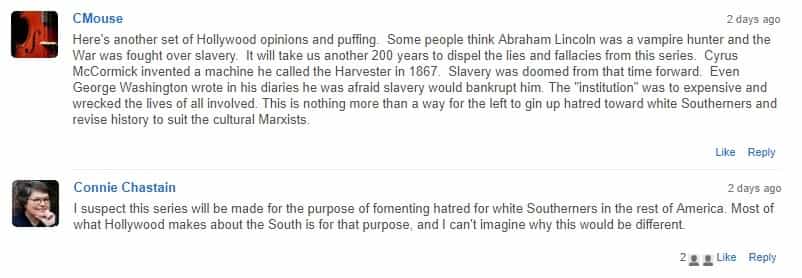 CMouse
2 days ago
Here's another set of Hollywood opinions and puffing.  Some people think Abraham Lincoln was a vampire hunter and the
War was fought over slavery.  It will take us another 200 years to dispel the lies and fallacies from this series.  Cyrus
McCormick invented a machine he called the Harvester in 1867.  Slavery was doomed from that time forward.  Even
George Washington wrote in his diaries he was afraid slavery would bankrupt him. The "institution" was to expensive and
wrecked the lives of all involved. This is nothing more than a way for the left to gin up hatred toward white Southerners and
revise history to suit the cultural Marxists.
Like Reply
Connie Chastain
2 days ago
I suspect this series will be made for the purpose of fomenting hatred for white Southerners in the rest of America. Most of
what Hollywood makes about the South is for that purpose, and I can't imagine why this would be different.
2 Like Reply